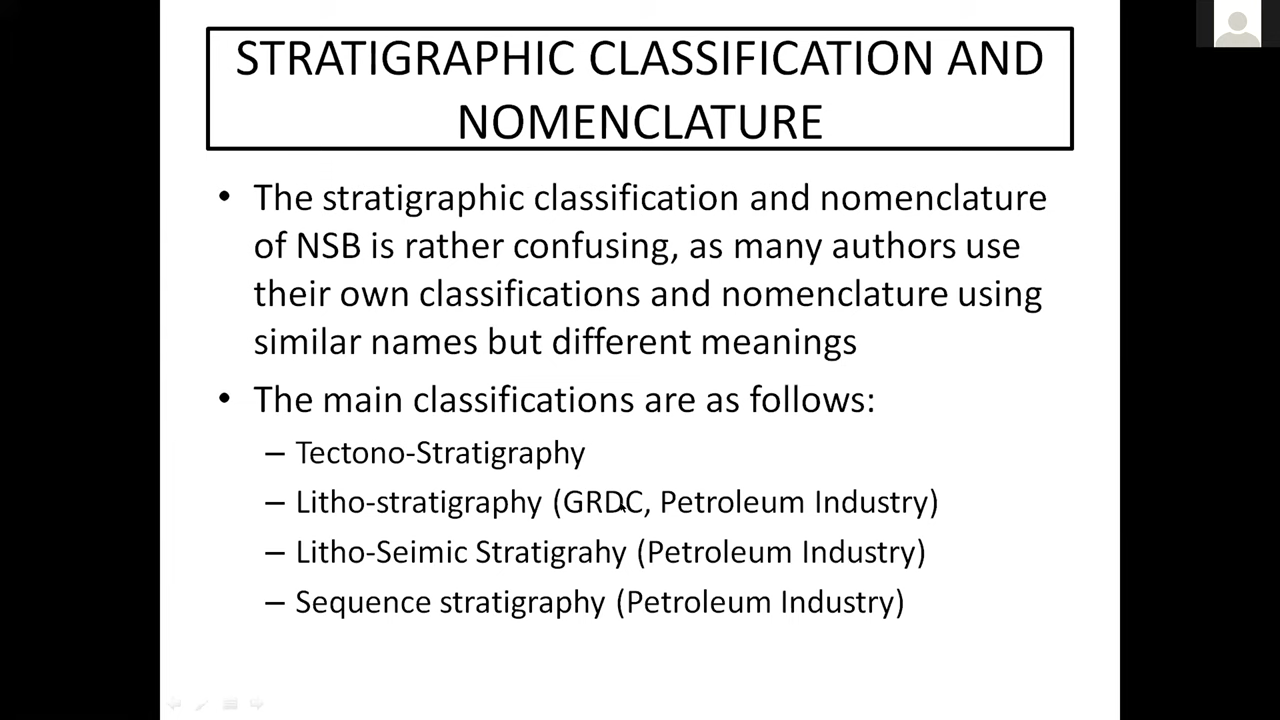 STRATIGRAPHIC CLASSIFICATION AND
NOMENCLATURE
• The stratigraphic classification and nomenclature
of NSB is rather confusing, as many authors use
their own classifications and nomenclature using
similar names but different meanings
• The main classifications are as follows:
– Tectono-Stratigraphy
– Litho-stratigraphy (GRDC, Petroleum Industry)
– Litho-Seimic Stratigrahy (Petroleum Industry)
– Sequence stratigraphy (Petroleum Industry)